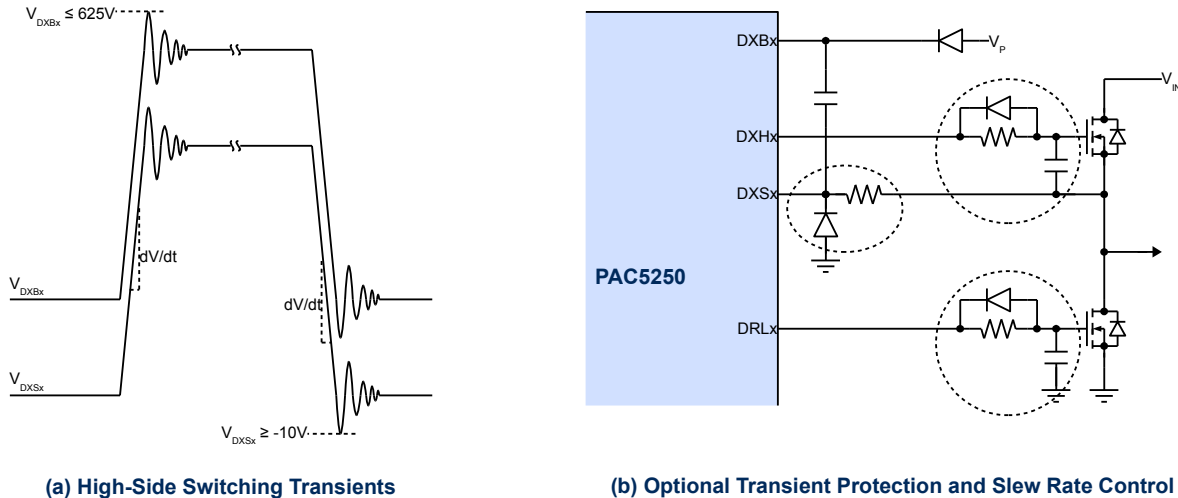 V_DXBx ≤ 625V
dV/dt
V_DXBx
dV/dt
V_DXSx
V_DXSx ≥ -10V
(a) High-Side Switching Transients
DXBx
V_P
V_IN
DXHx
DXSx
PAC5250
DRLx
(b) Optional Transient Protection and Slew Rate Control